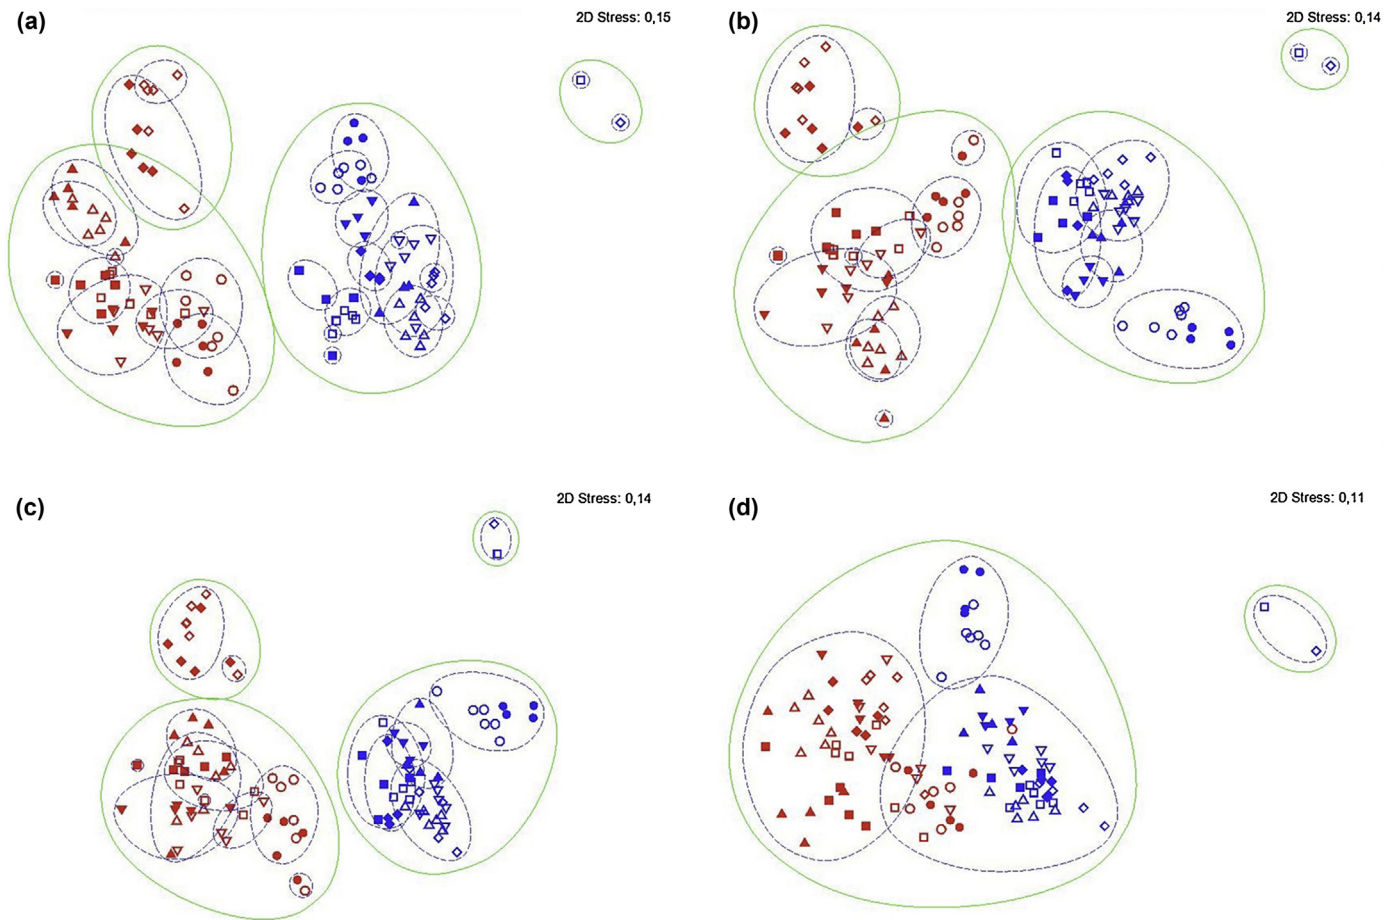 (a)
2D Stress: 0,15
(b)
2D Stress: 0,14
(c)
2D Stress: 0,14
(d)
2D Stress: 0,11